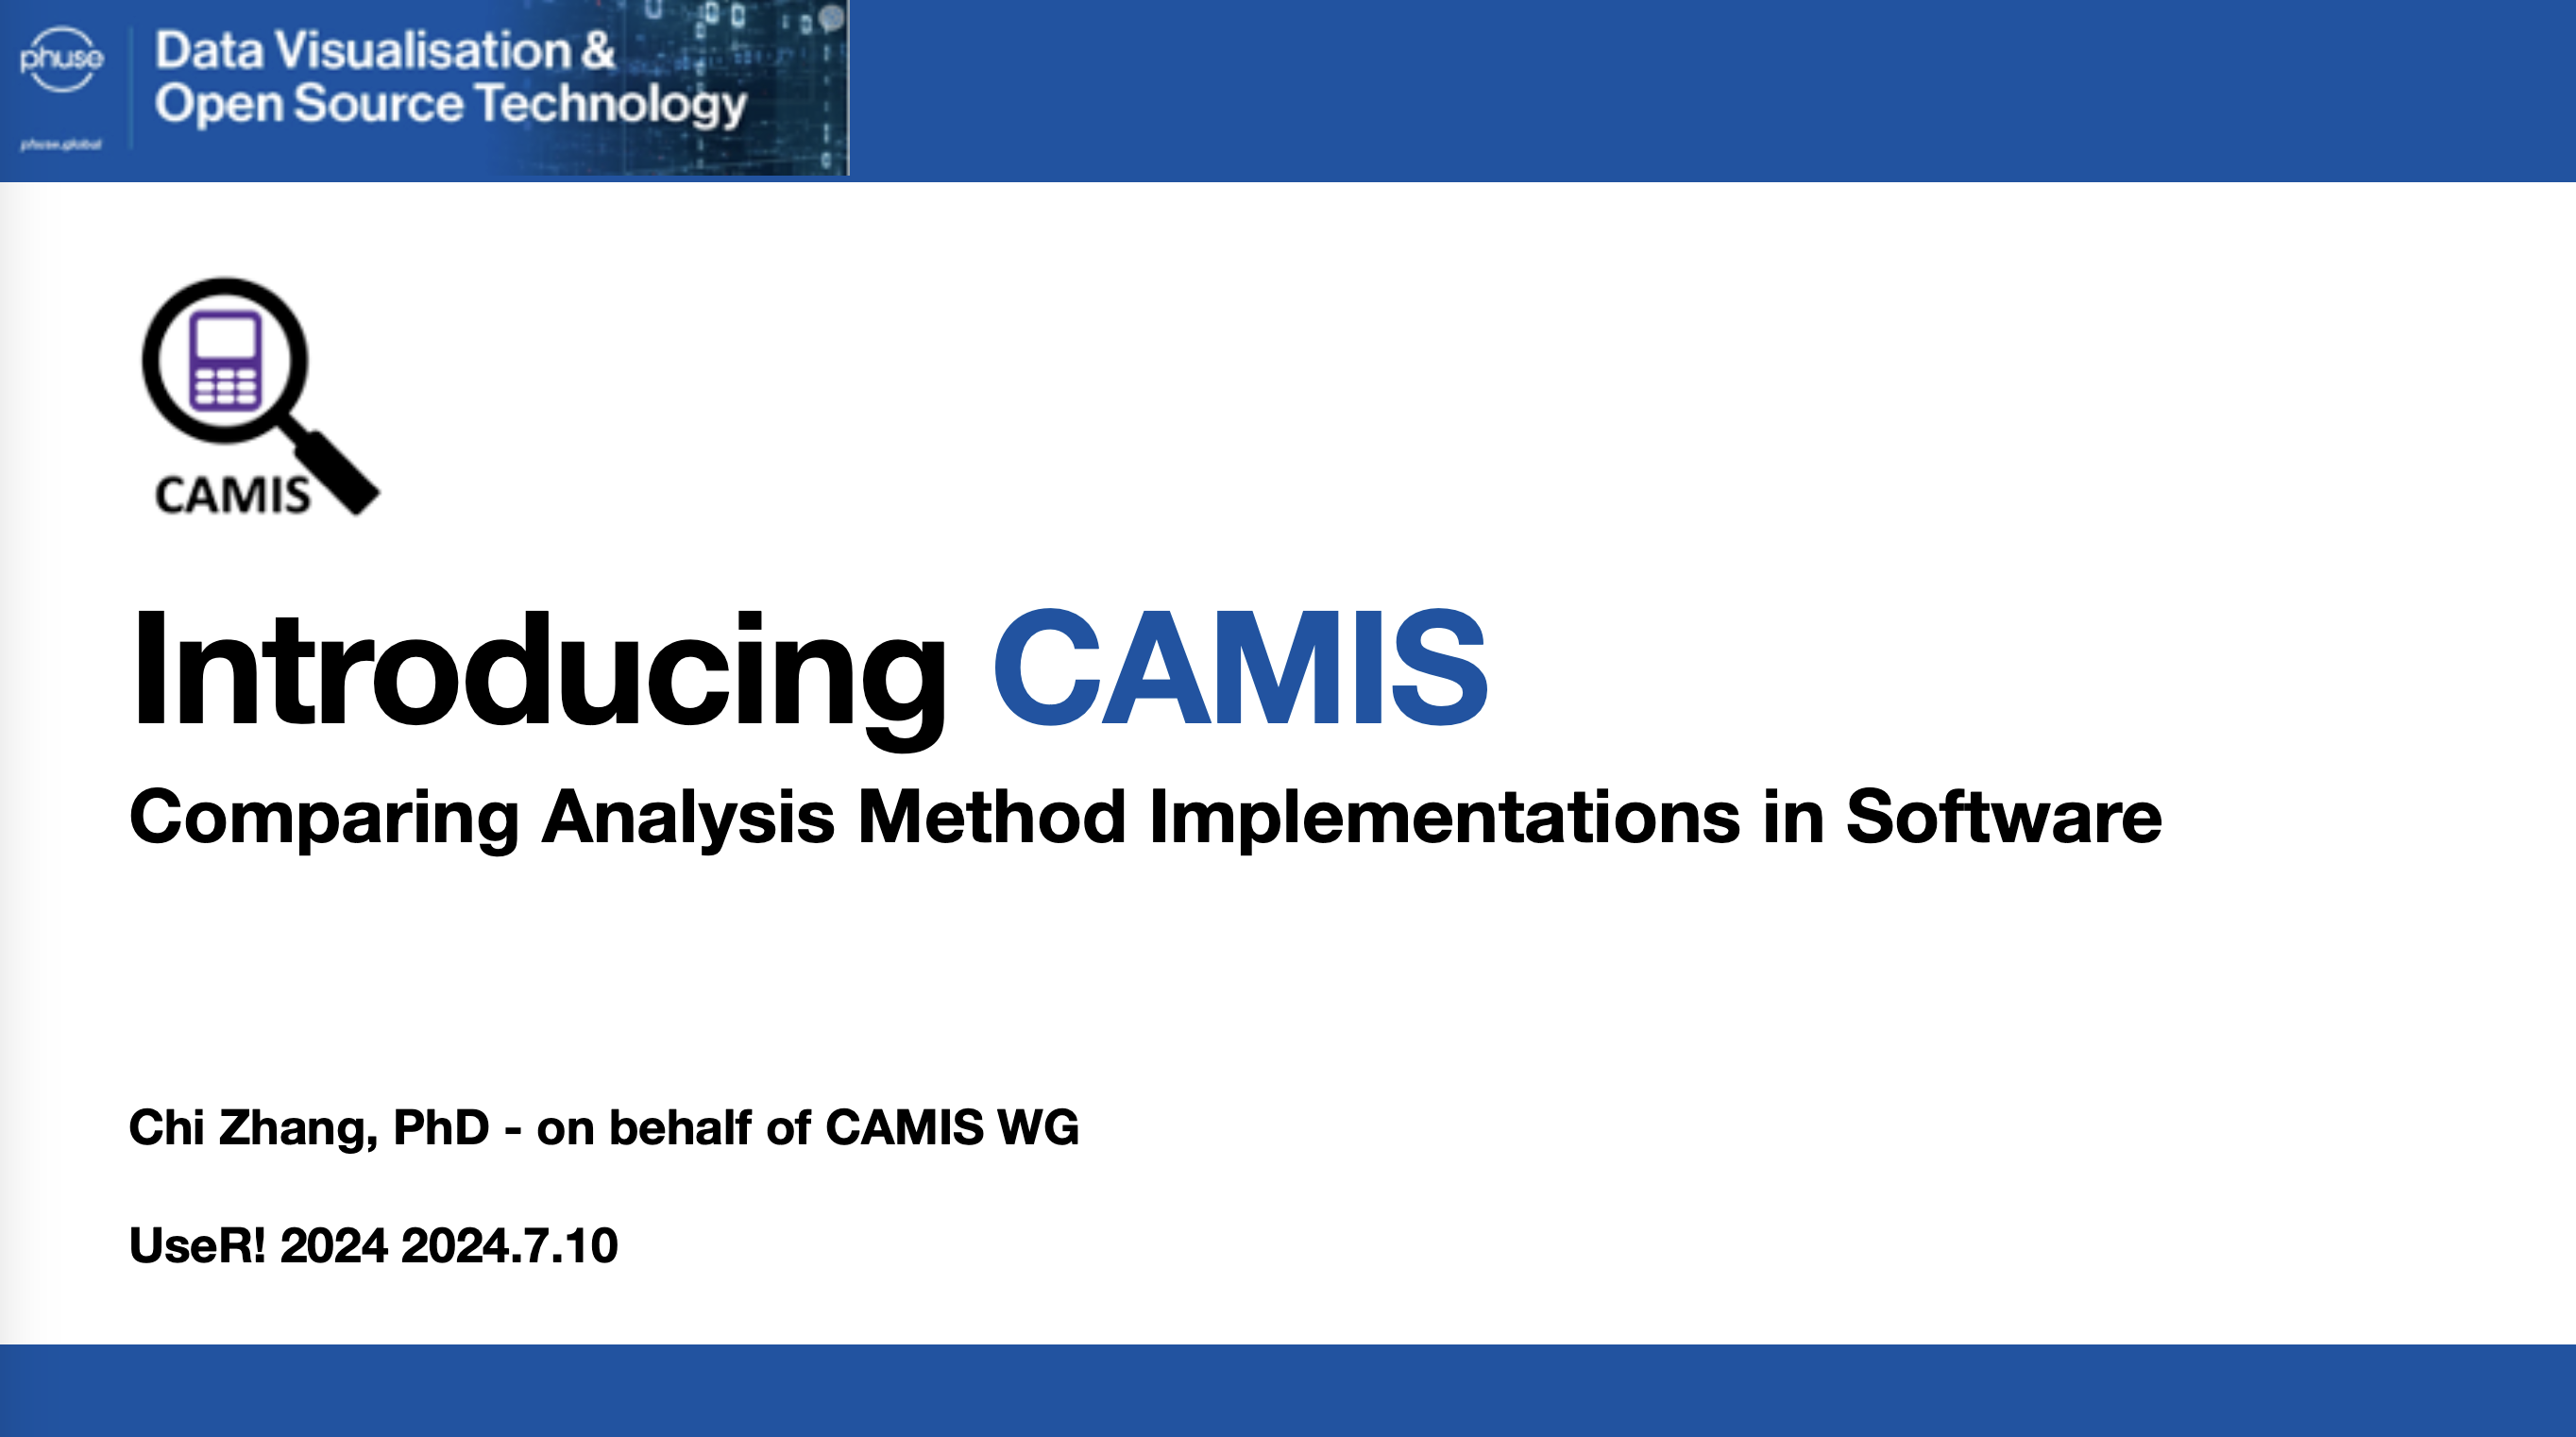 phuse
Data Visualisation &
Open Source Technology
phuse.global
CAMIS
Introducing CAMIS
Comparing Analysis Method Implementations in Software
Chi Zhang, PhD - on behalf of CAMIS WG
UseR! 2024 2024.7.10